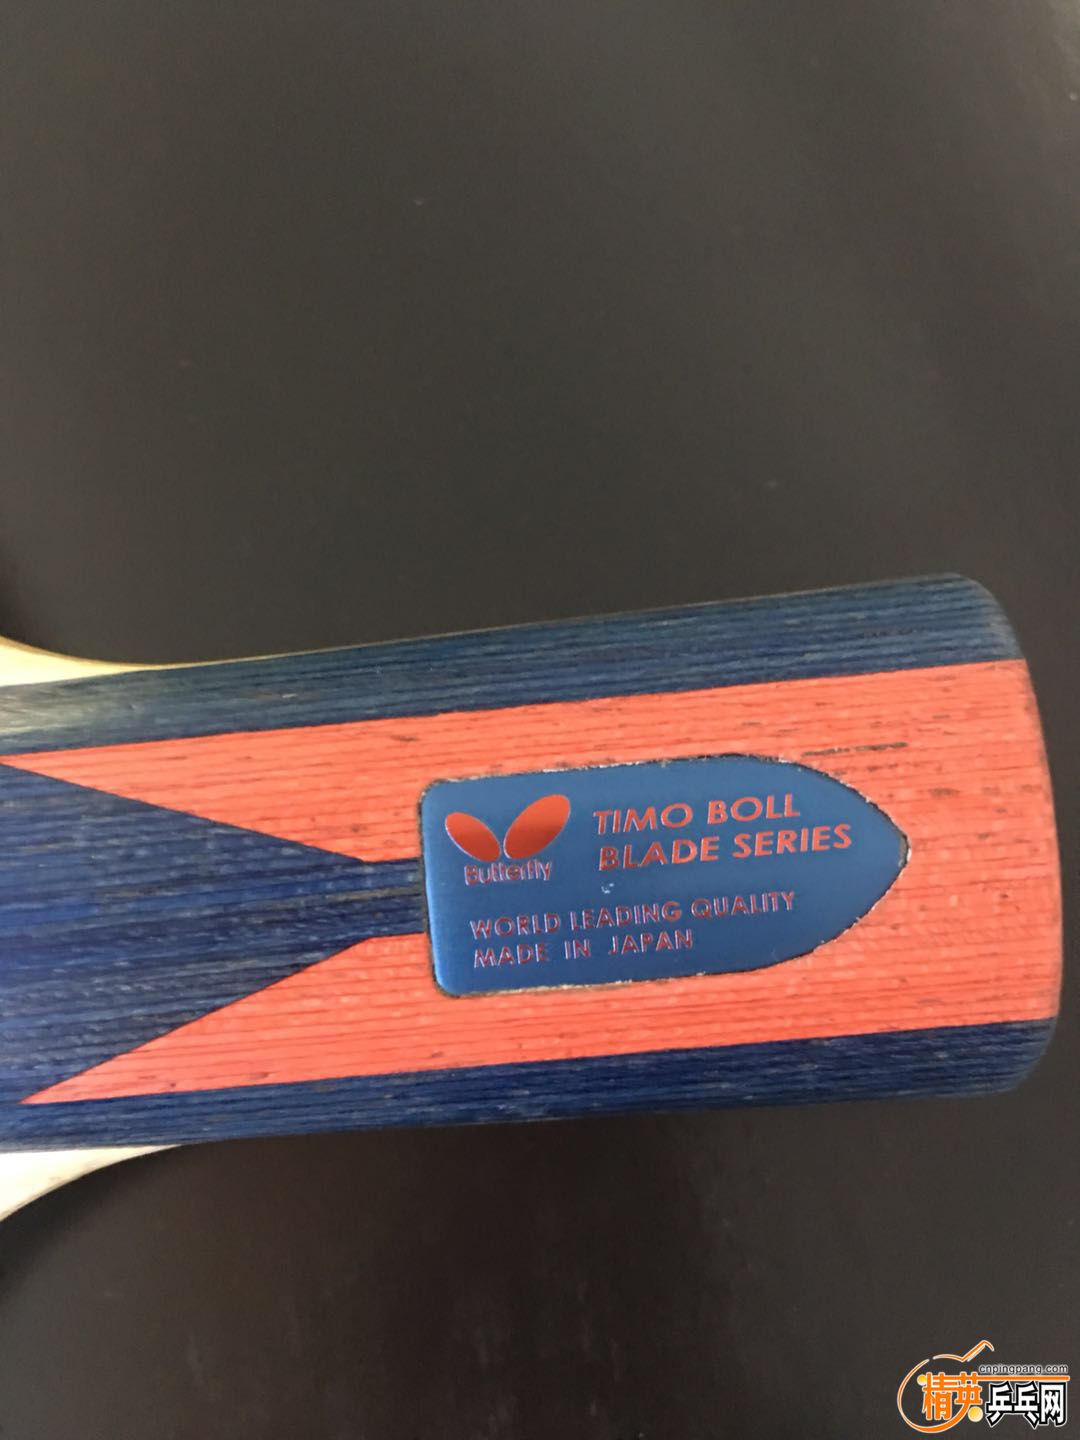 Butterfly
TIMO BOLL
BLADE SERIES
WORLD LEADING QUALITY
MADE IN JAPAN
cnpingpang.com
精英乒乓网